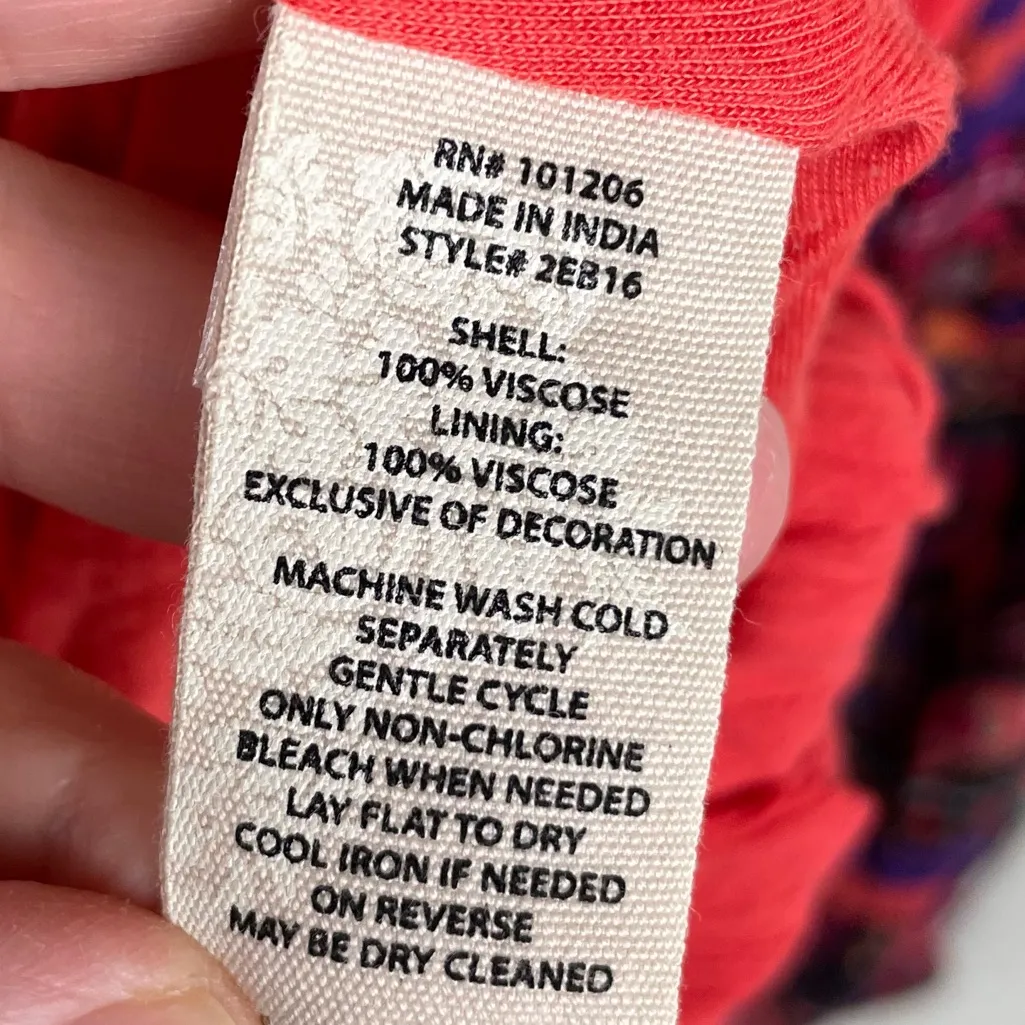 RN# 101206
MADE IN INDIA
STYLE# 2EB16
SHELL:
100% VISCOSE
LINING:
100% VISCOSE
EXCLUSIVE OF DECORATION
MACHINE WASH COLD
SEPARATELY
GENTLE CYCLE
ONLY NON-CHLORINE
BLEACH WHEN NEEDED
LAY FLAT TO DRY
COOL IRON IF NEEDED
ON REVERSE
MAY BE DRY CLEANED